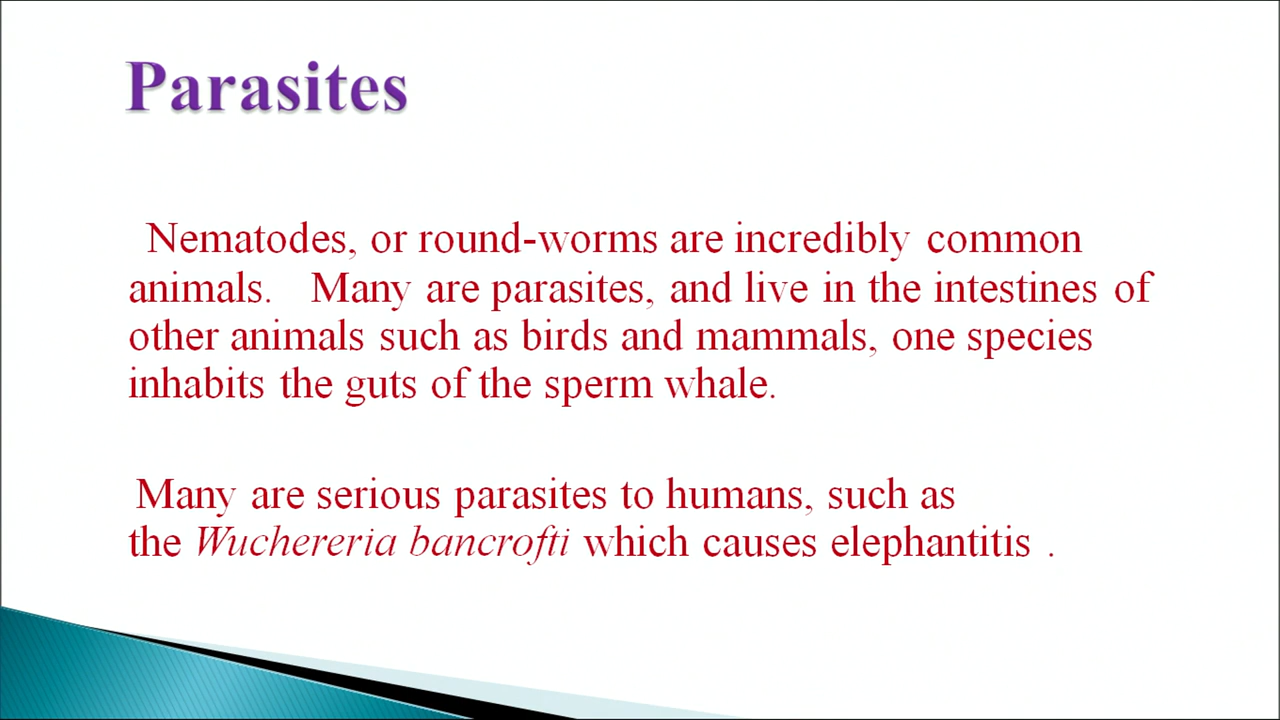 Parasites
Nematodes, or round-worms are incredibly common
animals. Many are parasites, and live in the intestines of
other animals such as birds and mammals, one species
inhabits the guts of the sperm whale.
Many are serious parasites to humans, such as
the Wuchereria bancrofti which causes elephantitis .